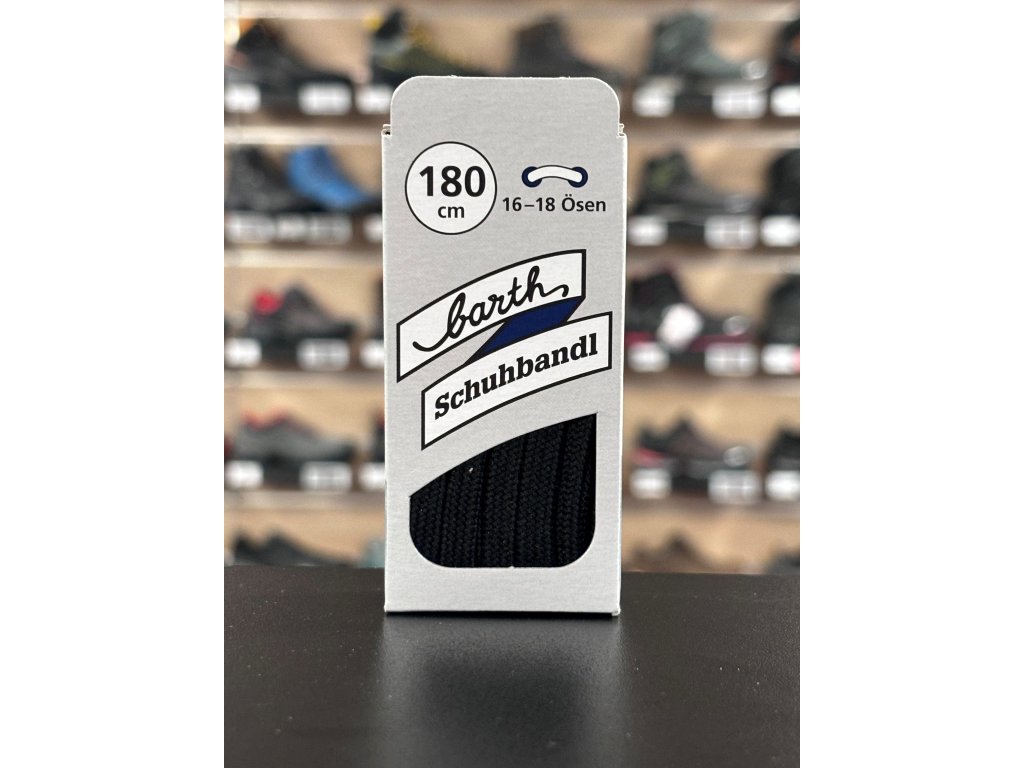 180
cm
16–18 Ösen
barth
Schuhbandl